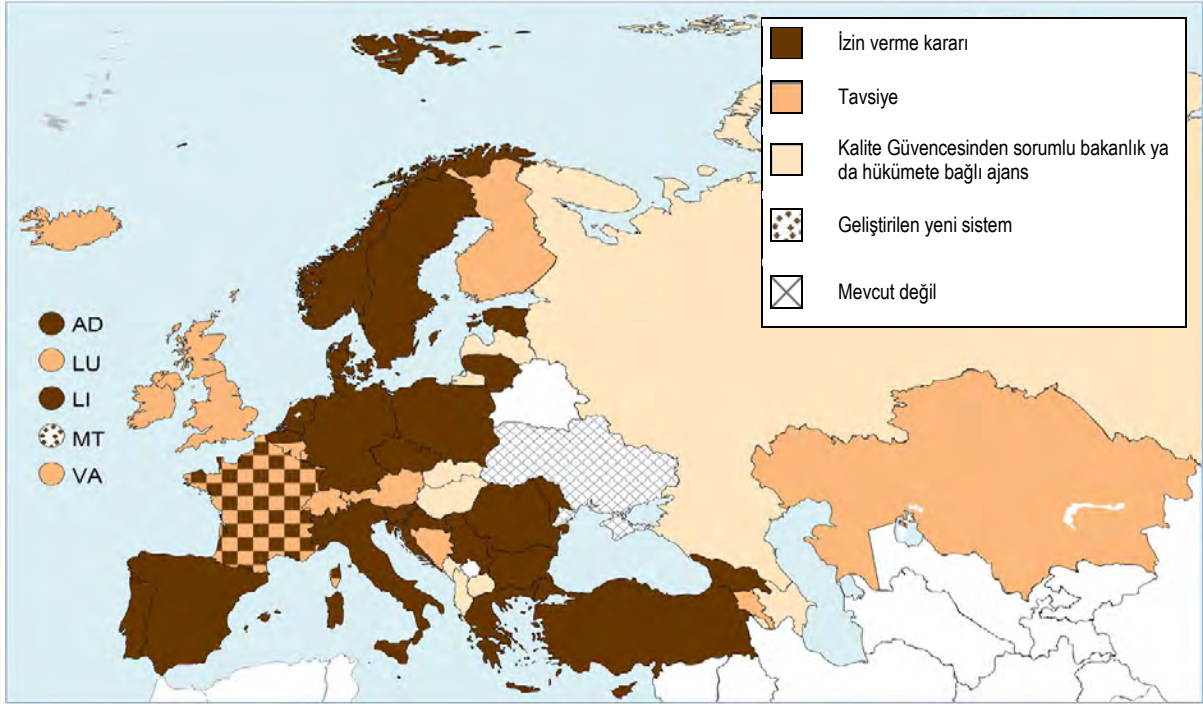 İzin verme kararı
Tavsiye
Kalite Güvencesinden sorumlu bakanlık ya
da hükümete bağlı ajans
Geliştirilen yeni sistem
Mevcut değil
AD
LU
LI
MT
VA